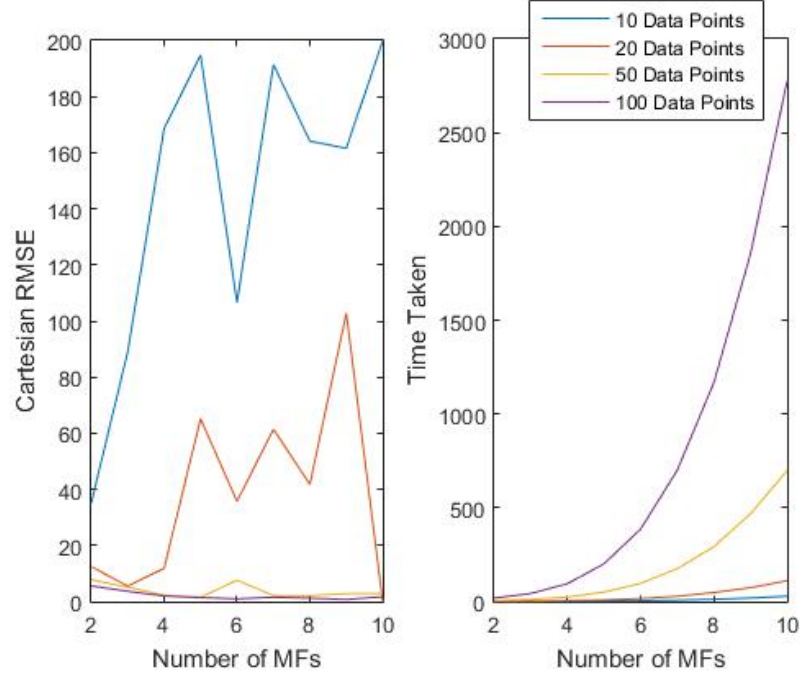 10 Data Points
20 Data Points
50 Data Points
100 Data Points
Cartesian RMSE
200
180
160
140
120
100
80
60
40
20
0
2 4 6 8 10
Number of MFs
Time Taken
3000
2500
2000
1500
1000
500
0
2 4 6 8 10
Number of MFs